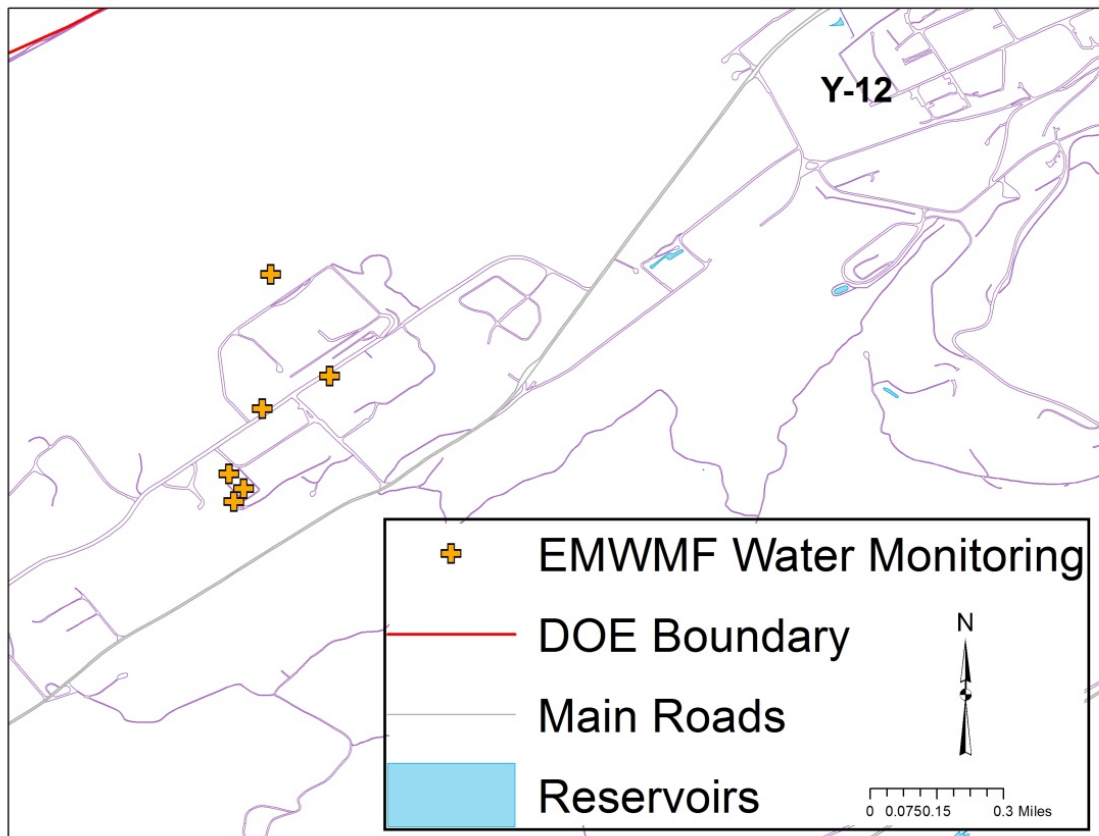 Y-12
EMWMF Water Monitoring
DOE Boundary
N
Main Roads
Reservoirs
0 0.0750.15 0.3 Miles